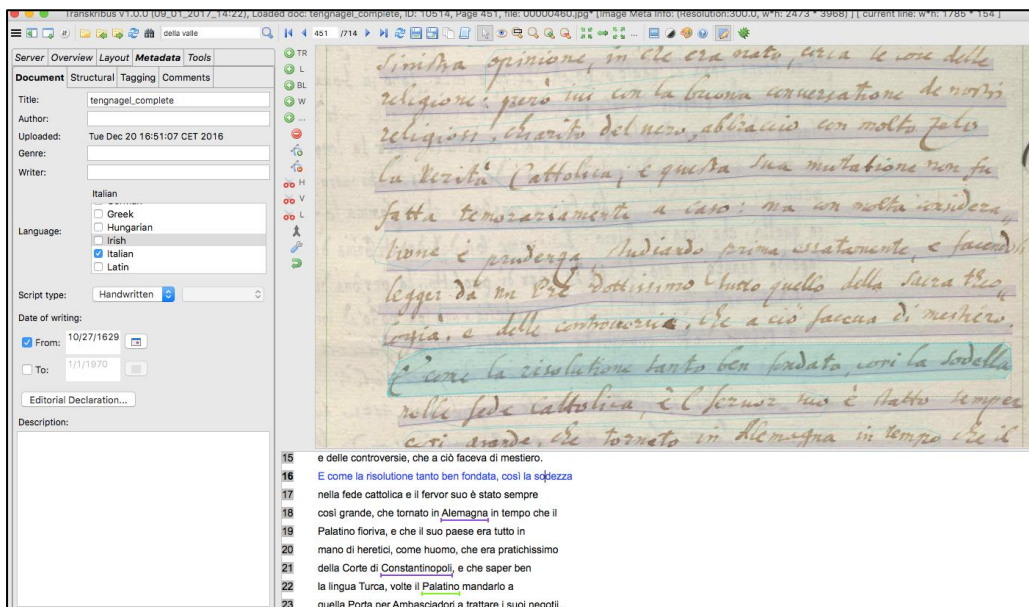 Transkribus v1.0.0 (09_01_2017_14:22), Loaded doc: tengnagel_complete, ID: 10514, Page 451, file: 00000460.jpg* [Image Meta Info: (Resolution:300.0, w*h: 2473 * 3968) ] [ current line: w*h: 1785 * 154 ]
della valle
451 /714
Server Overview Layout Metadata Tools
Document Structural Tagging Comments
Title: tengnagel_complete
Author:
Uploaded: Tue Dec 20 16:51:07 CET 2016
Genre:
Writer:
Italian
Language:
Greek
Hungarian
Irish
Italian
Latin
Script type: Handwritten
Date of writing:
From: 10/27/1629
To: 1/1/1970
Editorial Declaration...
Description:
TR
L
BL
W
...
H
V
L
sinistra opinione, in che era nato, circa le cose delle
religione: però qui con la buona conversatione de nostri
religiosi, chiarito del nero, abbracciò con molto zelo
la Verità Cattolica, e questa sua mutatione non fu
fatta temerariamente a caso: ma con molta considera„
tione e prudenza, studiando prima essatamente, e facendosi
legger da un Pre Dottissimo tutto quello della sacra theo„
logia, e delle controversie, che a ciò faceua di mestiero.
E come la risolutione tanto ben fondata, così la sodezza
nella fede cattolica, e l feruor suo è stato sempre
così grande, che tornato in Alemagna in tempo che il
15 e delle controversie, che a ciò faceva di mestiero.
16 E come la risolutione tanto ben fondata, così la sodezza
17 nella fede cattolica e il fervor suo è stato sempre
18 così grande, che tornato in Alemagna in tempo che il
19 Palatino fioriva, e che il suo paese era tutto in
20 mano di heretici, come huomo, che era pratichissimo
21 della Corte di Constantinopoli, e che saper ben
22 la lingua Turca, volte il Palatino mandarlo a
23 quella Porta per Ambasciadori a trattare i suoi negotii,